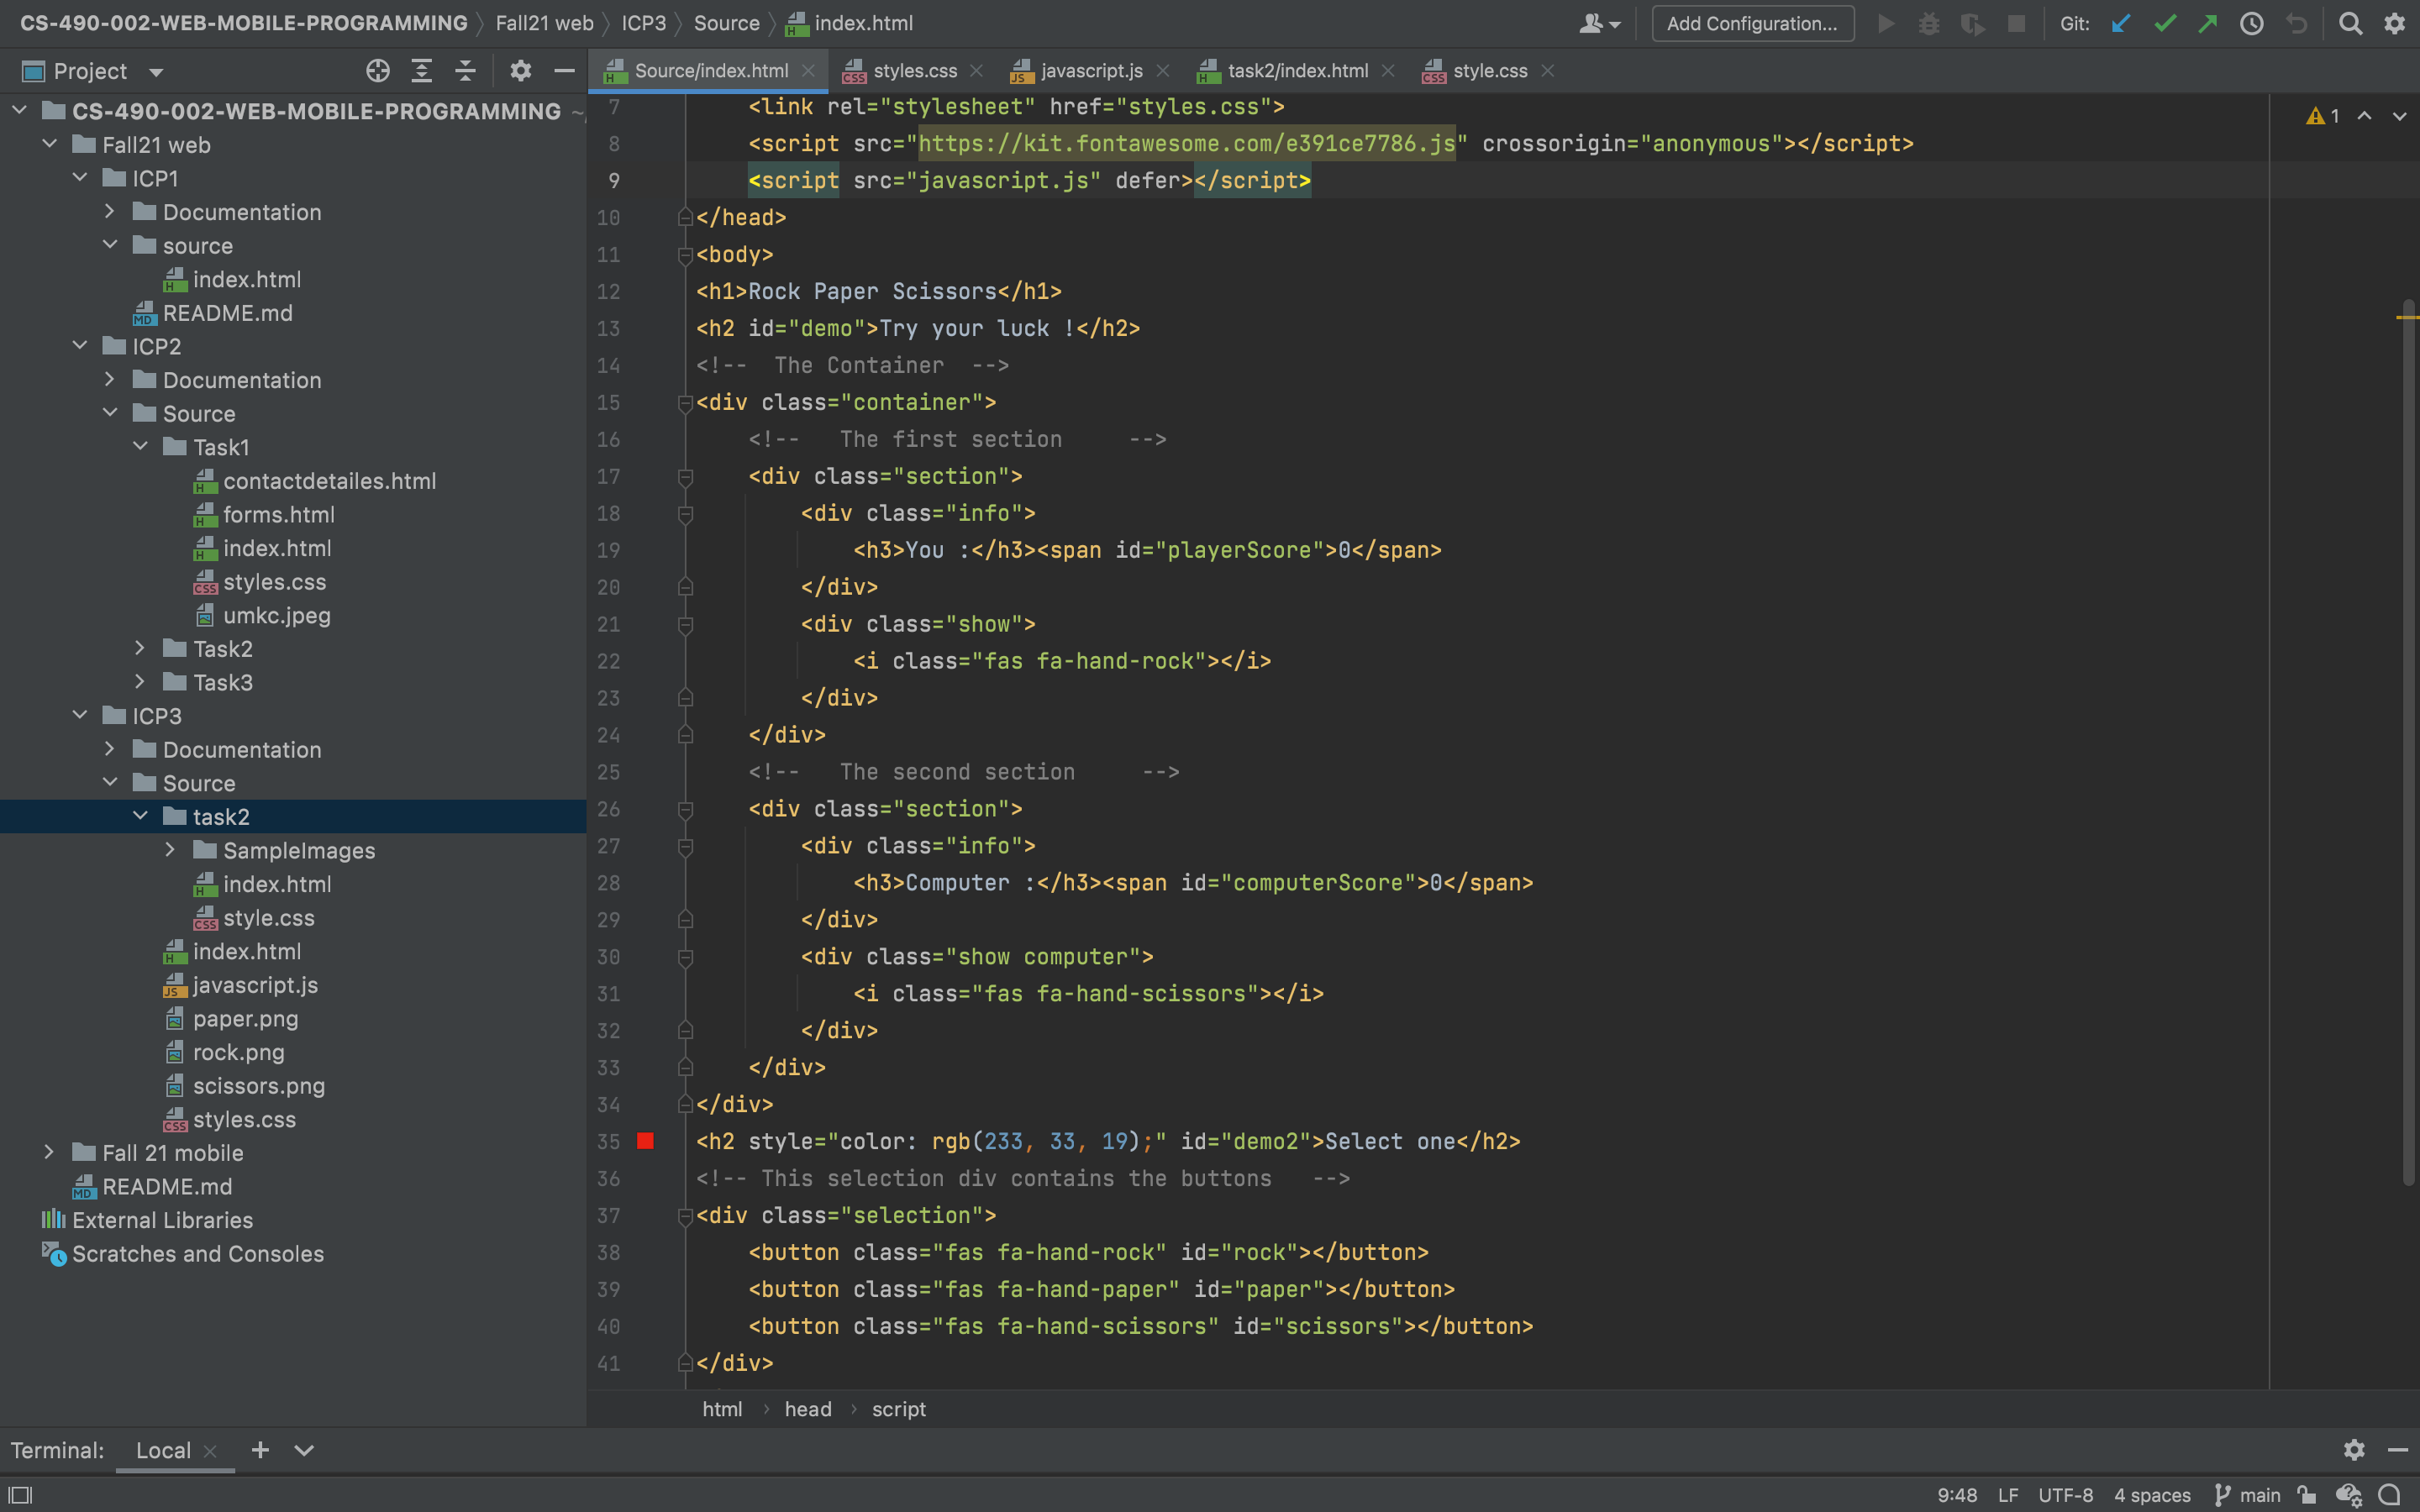 CS-490-002-WEB-MOBILE-PROGRAMMING Fall21 web ICP3 Source index.html
Add Configuration... Git:
Project
Source/index.html styles.css javascript.js task2/index.html style.css
CS-490-002-WEB-MOBILE-PROGRAMMING ~/
Fall21 web
ICP1
Documentation
source
index.html
README.md
ICP2
Documentation
Source
Task1
contactdetailes.html
forms.html
index.html
styles.css
umkc.jpeg
Task2
Task3
ICP3
Documentation
Source
task2
SampleImages
index.html
style.css
index.html
javascript.js
paper.png
rock.png
scissors.png
styles.css
Fall 21 mobile
README.md
External Libraries
Scratches and Consoles
1
7 <link rel="stylesheet" href="styles.css">
8 <script src="https://kit.fontawesome.com/e391ce7786.js" crossorigin="anonymous"></script>
9 <script src="javascript.js" defer></script>
10 </head>
11 <body>
12 <h1>Rock Paper Scissors</h1>
13 <h2 id="demo">Try your luck !</h2>
14 <!-- The Container -->
15 <div class="container">
16 <!-- The first section -->
17 <div class="section">
18 <div class="info">
19 <h3>You :</h3><span id="playerScore">0</span>
20 </div>
21 <div class="show">
22 <i class="fas fa-hand-rock"></i>
23 </div>
24 </div>
25 <!-- The second section -->
26 <div class="section">
27 <div class="info">
28 <h3>Computer :</h3><span id="computerScore">0</span>
29 </div>
30 <div class="show computer">
31 <i class="fas fa-hand-scissors"></i>
32 </div>
33 </div>
34 </div>
35 <h2 style="color: rgb(233, 33, 19);" id="demo2">Select one</h2>
36 <!-- This selection div contains the buttons -->
37 <div class="selection">
38 <button class="fas fa-hand-rock" id="rock"></button>
39 <button class="fas fa-hand-paper" id="paper"></button>
40 <button class="fas fa-hand-scissors" id="scissors"></button>
41 </div>
html head script
Terminal: Local
9:48 LF UTF-8 4 spaces main